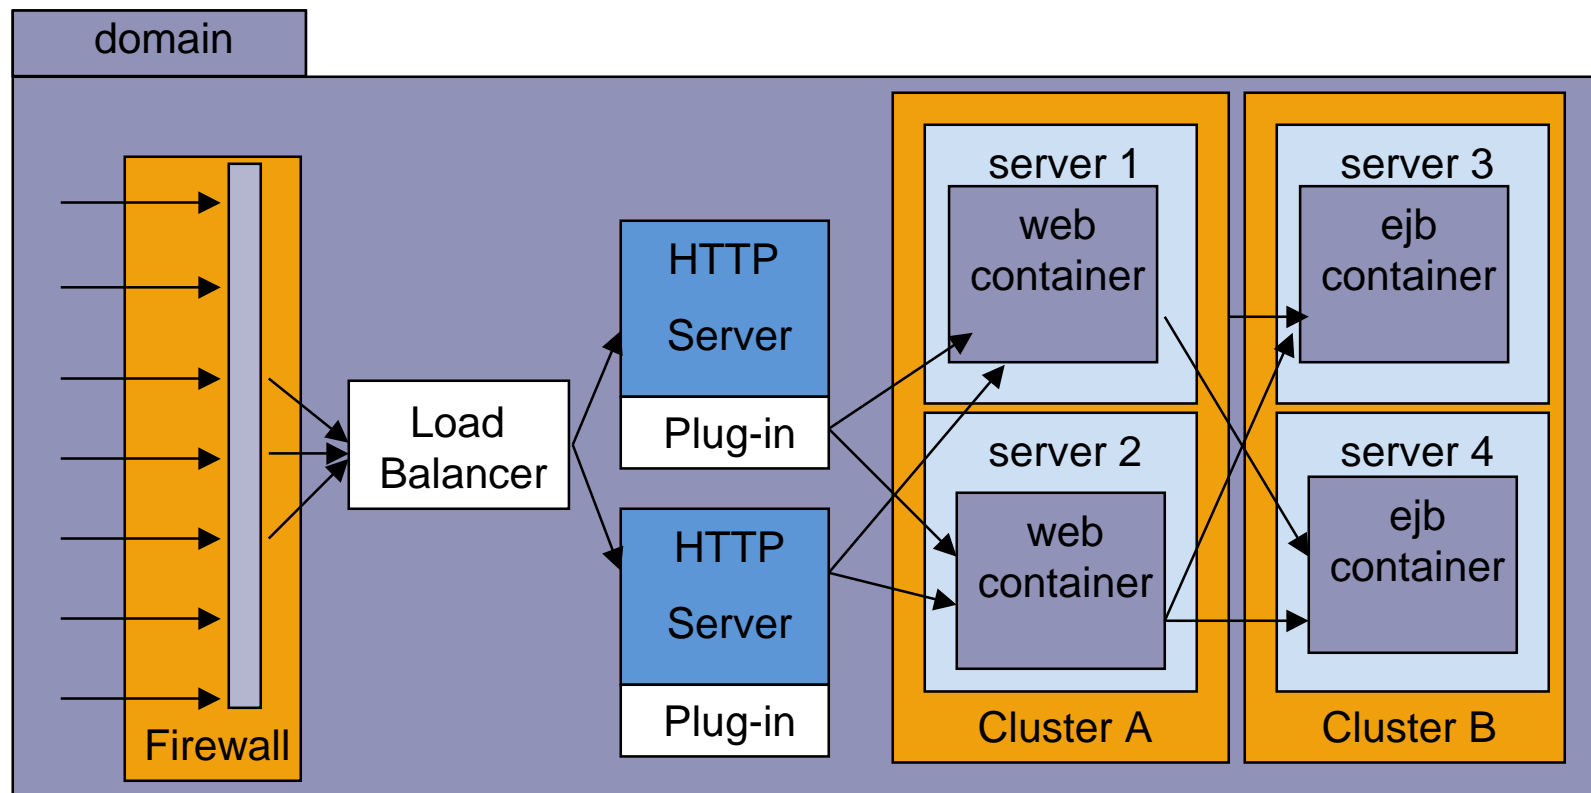 domain
Firewall
Load
Balancer
HTTP
Server
Plug-in
HTTP
Server
Plug-in
server 1
web
container
server 2
web
container
Cluster A
server 3
ejb
container
server 4
ejb
container
Cluster B